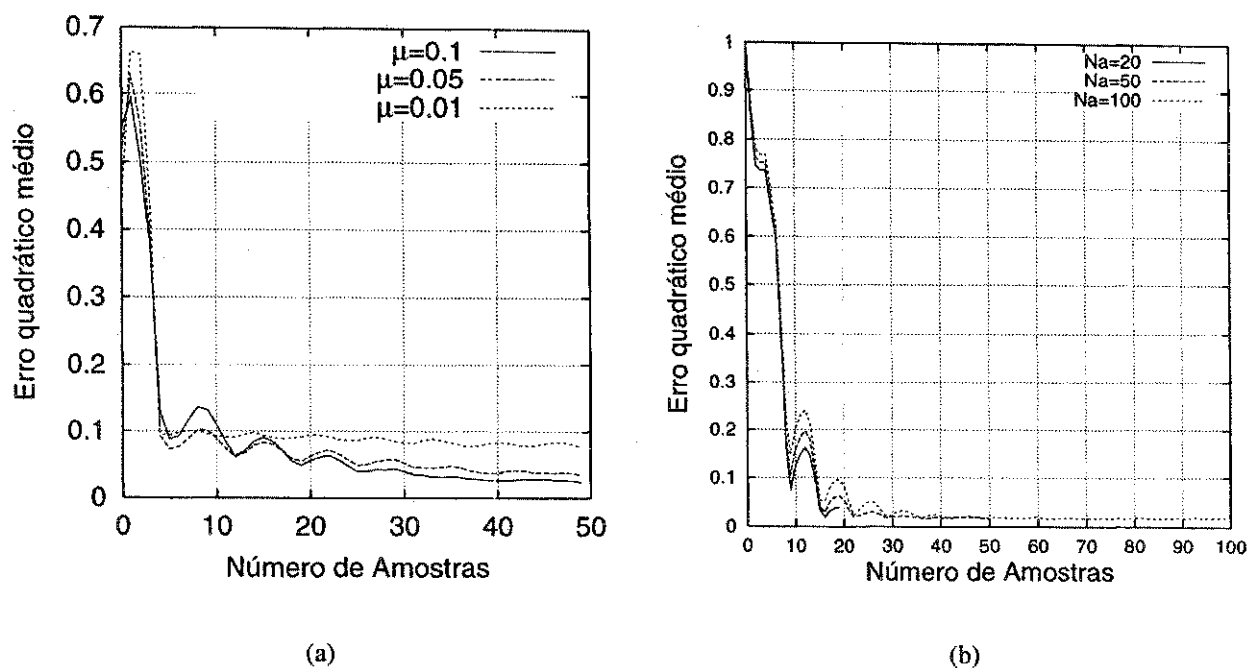 0.7
0.6
0.5
0.4
0.3
0.2
0.1
0
Erro quadrático médio
μ=0.1
μ=0.05
μ=0.01
0 10 20 30 40 50
Número de Amostras
(a)
1
0.9
0.8
0.7
0.6
0.5
0.4
0.3
0.2
0.1
0
Erro quadrático médio
Na=20
Na=50
Na=100
0 10 20 30 40 50 60 70 80 90 100
Número de Amostras
(b)